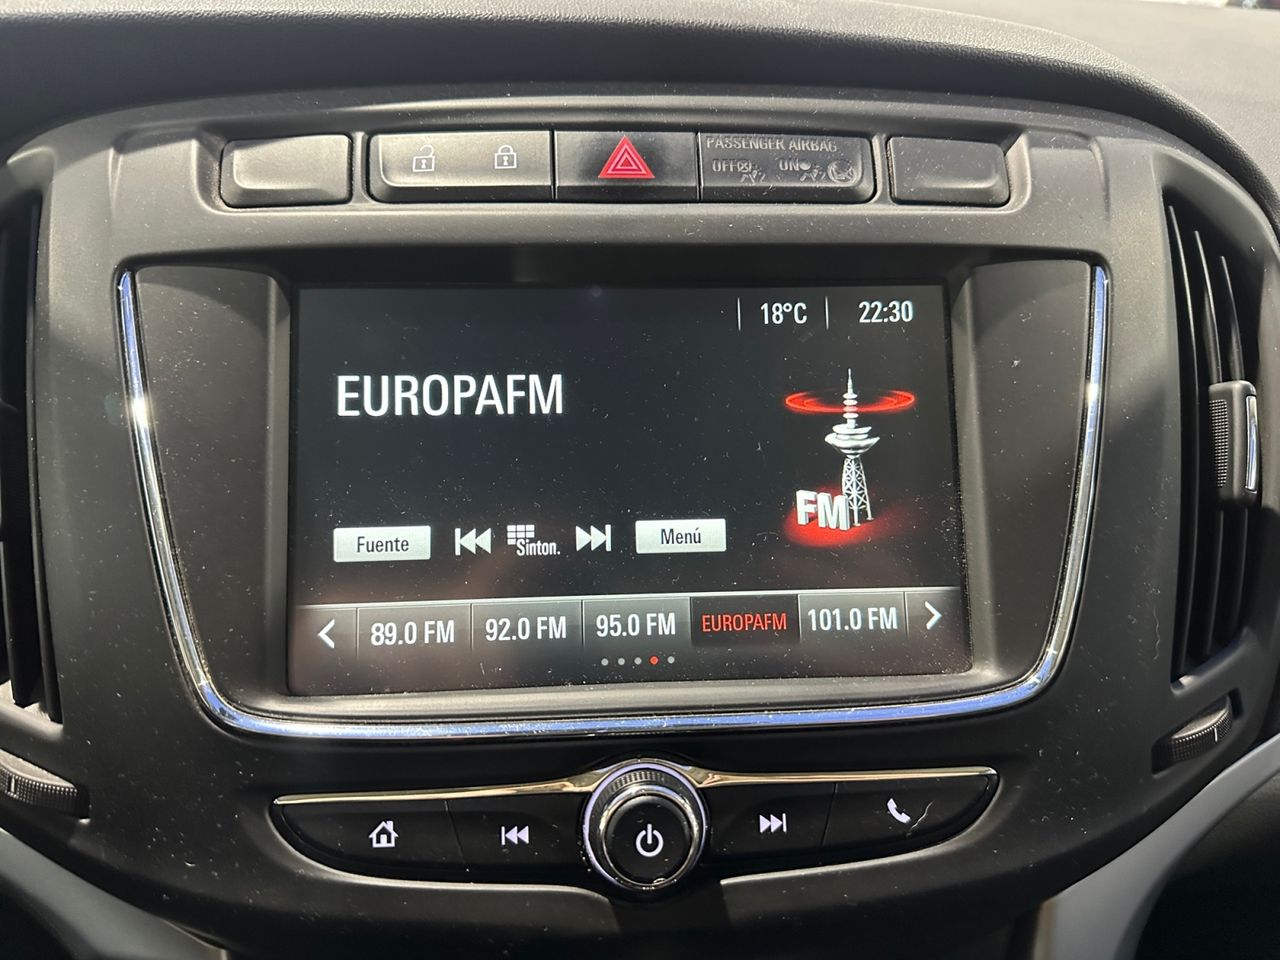 PASSENGER AIRBAG
OFF ON
18°C 22:30
EUROPAFM
FM
Fuente Sinton. Menú
89.0 FM 92.0 FM 95.0 FM EUROPAFM 101.0 FM